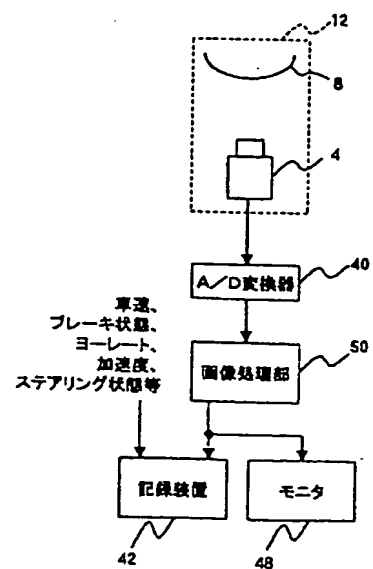 12
8
4
A／D変換器
40
車速、
ブレーキ状態、
ヨーレート、
加速度、
ステアリング状態等
画像処理部
50
記録装置
モニタ
42
48